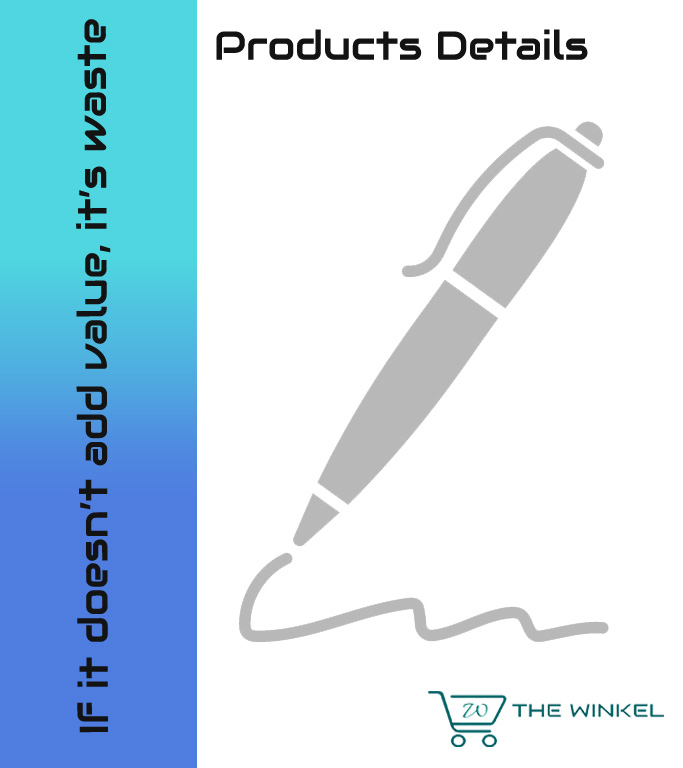 Products Details
If it doesn't add value, it's waste
W THE WINKEL